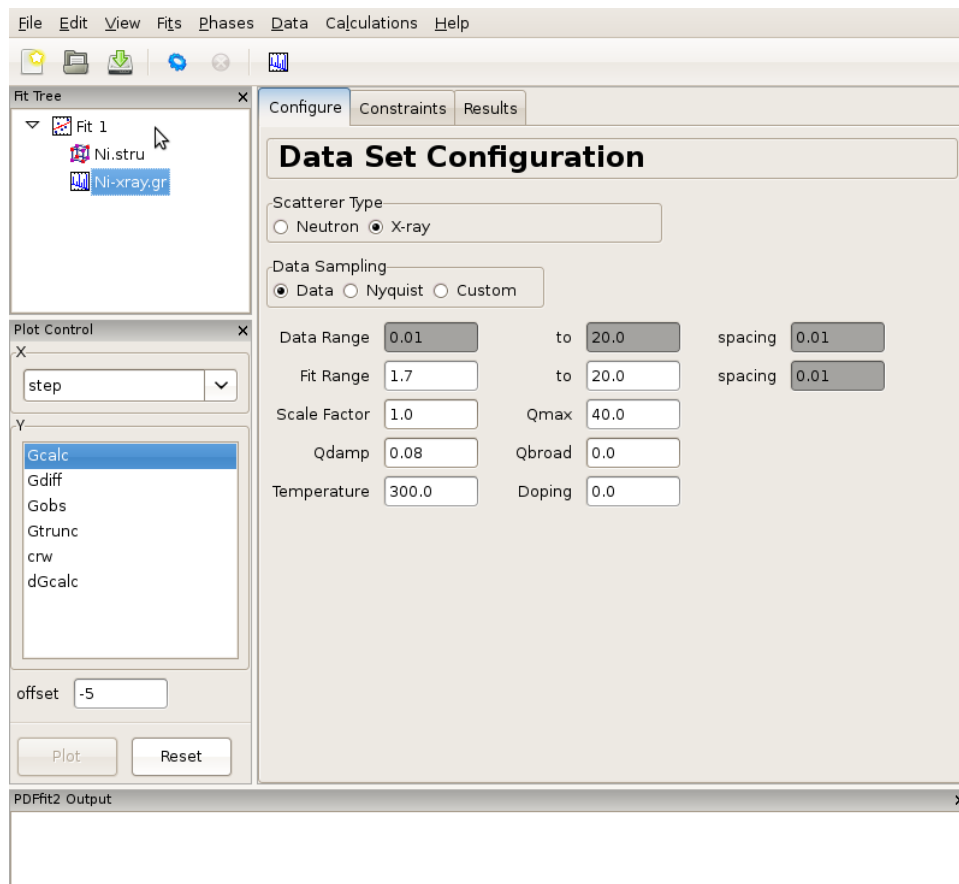 File Edit View Fits Phases Data Calculations Help
Fit Tree x
Fit 1
Ni.stru
Ni-xray.gr
Plot Control x
X
step
Y
Gcalc
Gdiff
Gobs
Gtrunc
crw
dGcalc
offset -5
Plot Reset
Configure Constraints Results
Data Set Configuration
Scatterer Type
Neutron X-ray
Data Sampling
Data Nyquist Custom
Data Range 0.01 to 20.0 spacing 0.01
Fit Range 1.7 to 20.0 spacing 0.01
Scale Factor 1.0 Qmax 40.0
Qdamp 0.08 Qbroad 0.0
Temperature 300.0 Doping 0.0
PDFfit2 Output x